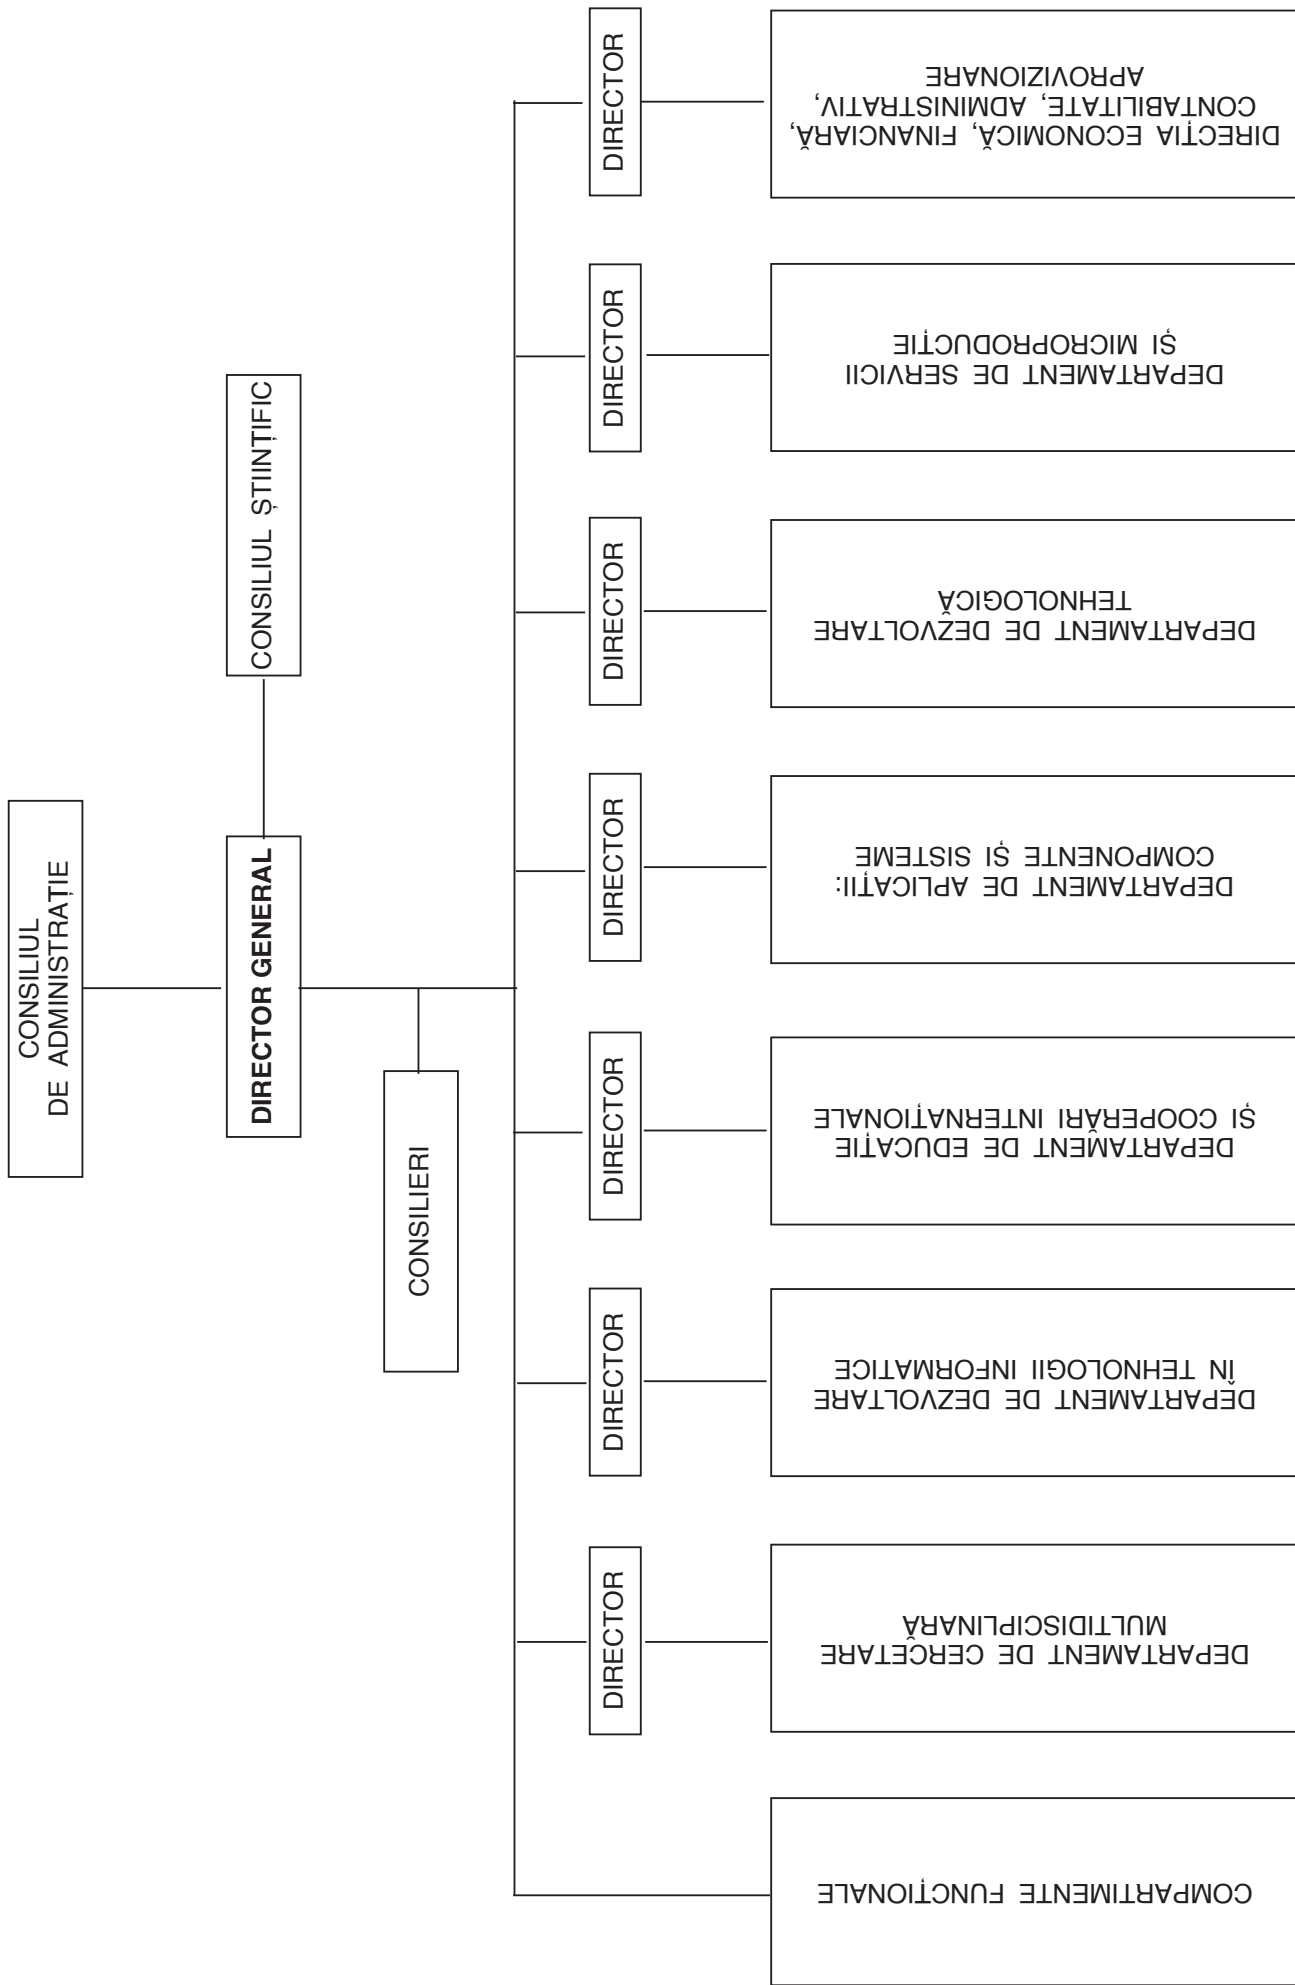 CONSILIUL
DE ADMINISTRAȚIE
DIRECTOR GENERAL
CONSILIUL ȘTIINȚIFIC
CONSILIERI
DIRECTOR
DIRECTOR
DIRECTOR
DIRECTOR
DIRECTOR
DIRECTOR
DIRECTOR
COMPARTIMENTE FUNCȚIONALE
DEPARTAMENT DE CERCETARE
MULTIDISCIPLINARĂ
DEPARTAMENT DE DEZVOLTARE
ÎN TEHNOLOGII INFORMATICE
DEPARTAMENT DE EDUCAȚIE
ȘI COOPERĂRI INTERNAȚIONALE
DEPARTAMENT DE APLICAȚII:
COMPONENTE ȘI SISTEME
DEPARTAMENT DE DEZVOLTARE
TEHNOLOGICĂ
DEPARTAMENT DE SERVICII
ȘI MICROPRODUCȚIE
DIRECȚIA ECONOMICĂ, FINANCIARĂ,
CONTABILITATE, ADMINISTRATIV,
APROVIZIONARE